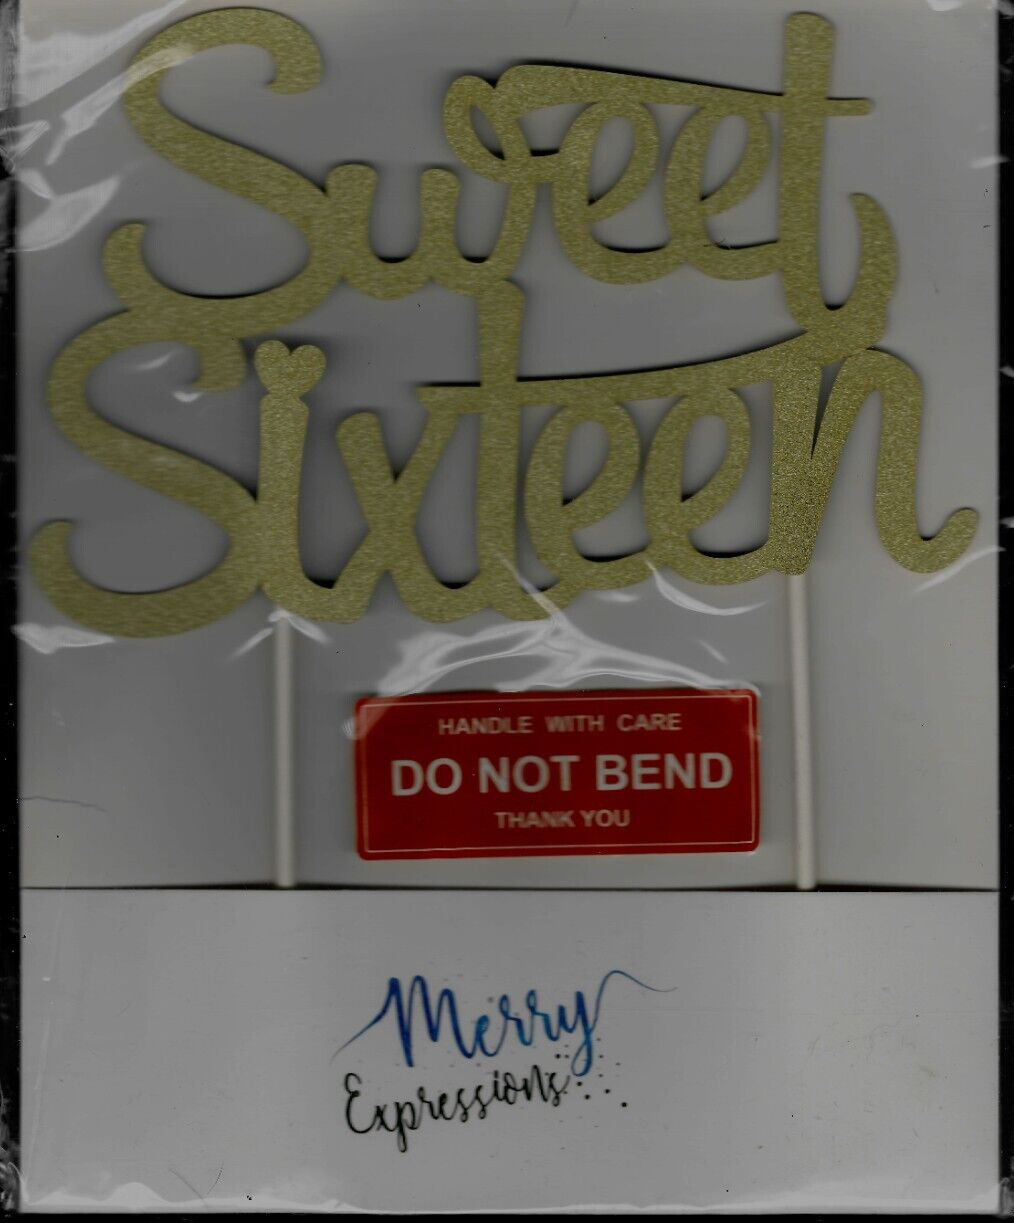 Sweet
Sixteen
HANDLE WITH CARE
DO NOT BEND
THANK YOU
Merry
Expressions